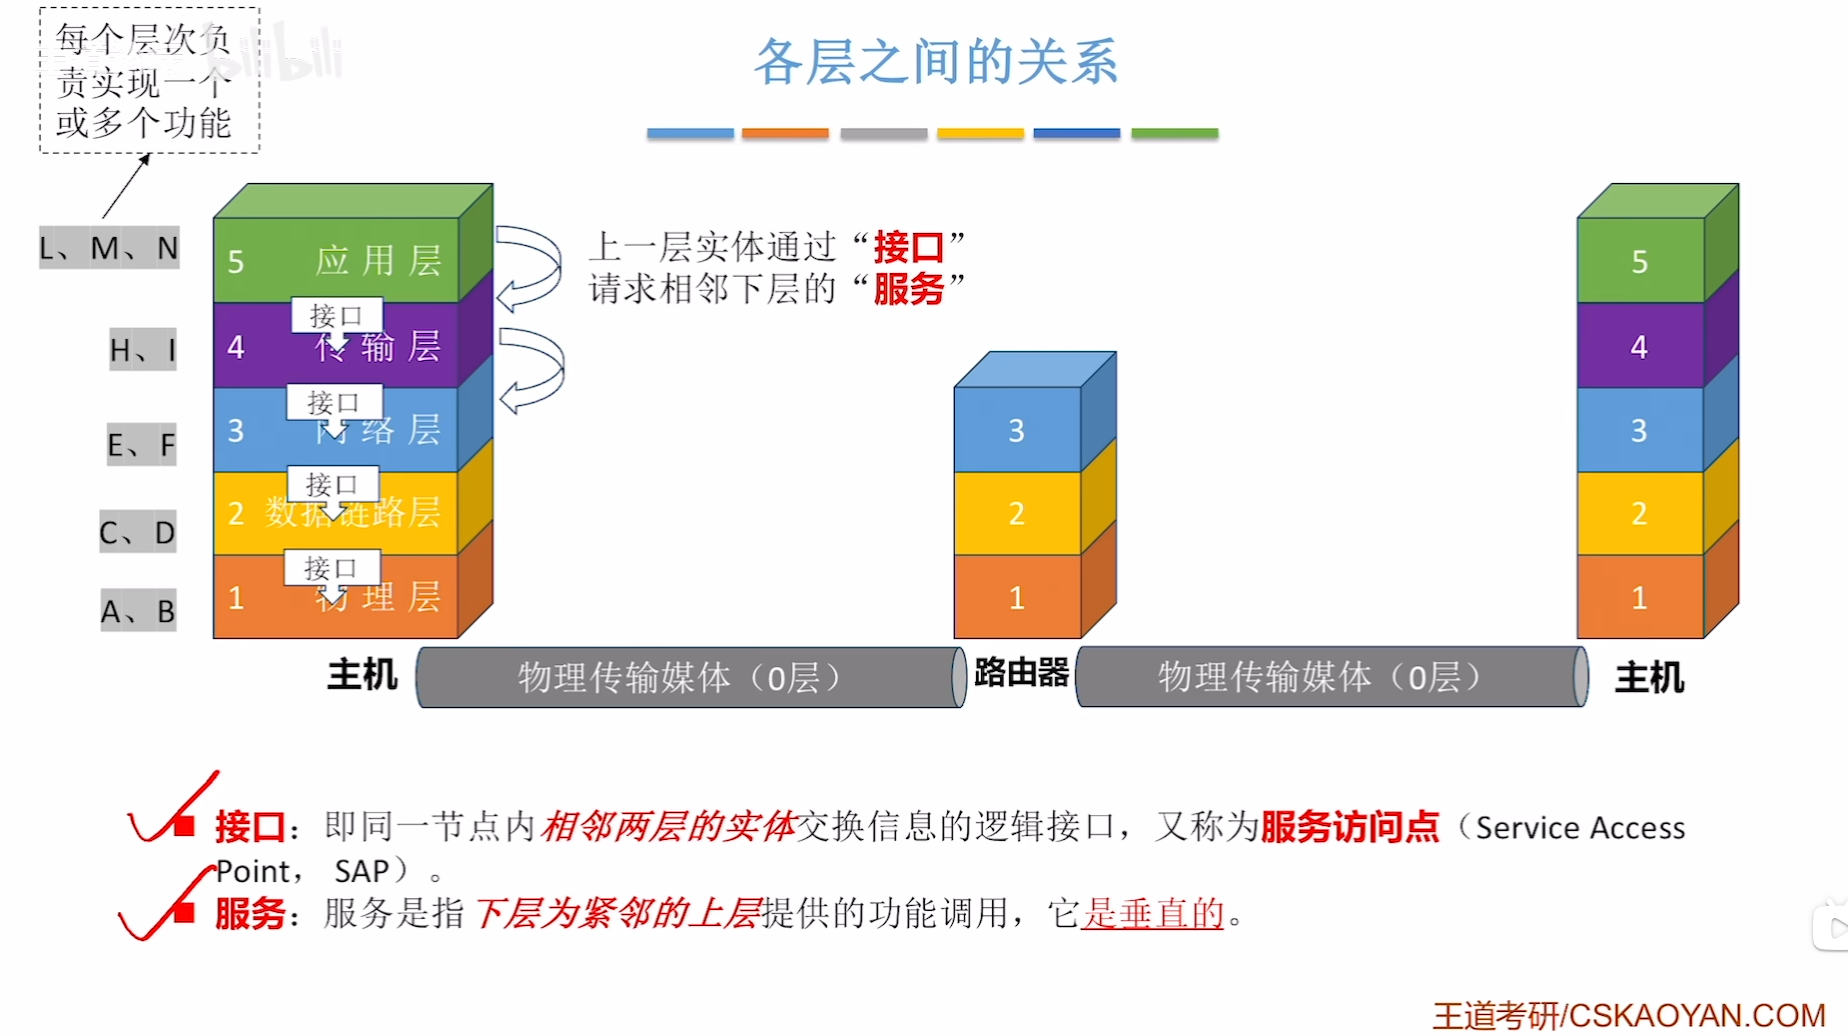 每个层次负
责实现一个
或多个功能
bilibili
各层之间的关系
L、M、N
5 应用层
上一层实体通过“接口”
请求相邻下层的“服务”
5
接口
H、I
4 传输层
4
接口
E、F
3 网络层
3
3
接口
C、D
2 数据链路层
2
2
接口
A、B
1 物理层
1
1
主机
物理传输媒体（0层）
路由器
物理传输媒体（0层）
主机
■ 接口：即同一节点内相邻两层的实体交换信息的逻辑接口，又称为服务访问点（Service Access
Point， SAP）。
■ 服务：服务是指下层为紧邻的上层提供的功能调用，它是垂直的。
王道考研/CSKAOYAN.COM